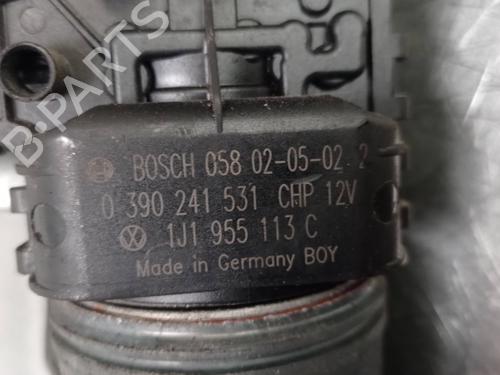 B-PARTS
BOSCH 058 02-05-02 2
0 390 241 531 CHP 12V
1J1 955 113 C
Made in Germany BOY